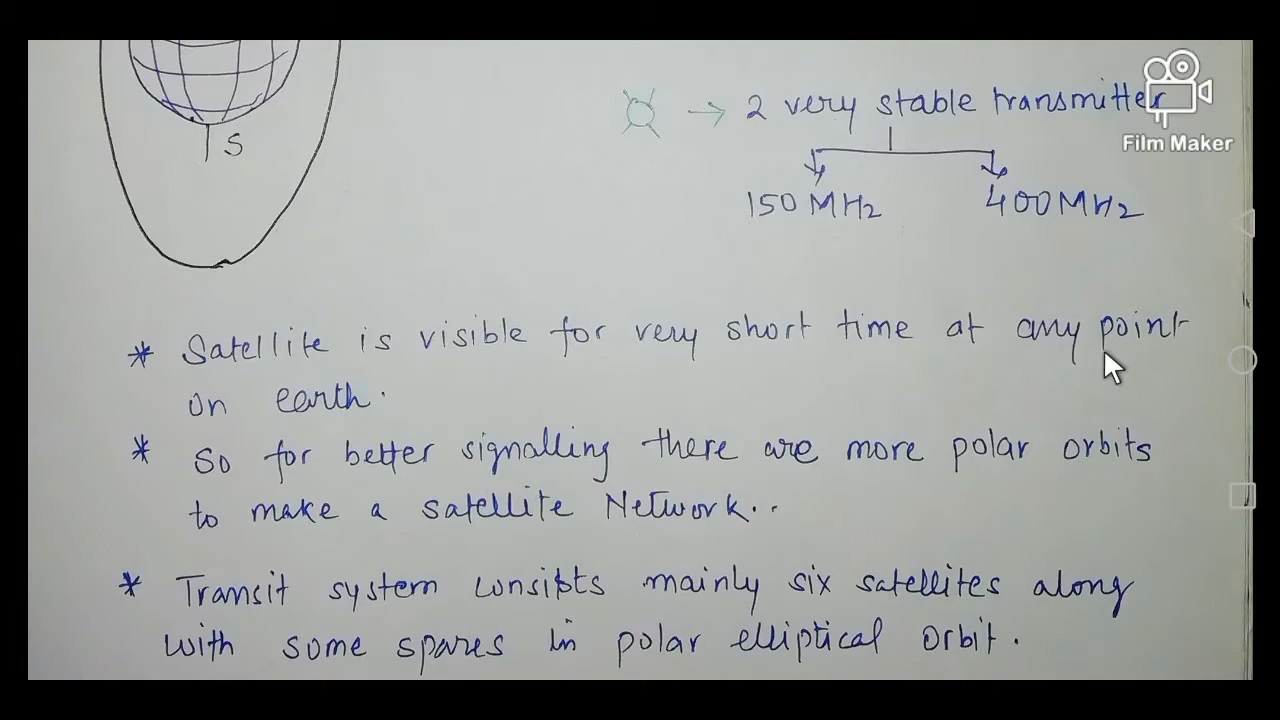 2 very stable transmitter
Film Maker
S
150 MHz
400 MHz
* Satellite is visible for very short time at any point
on earth.
* So for better signalling there are more polar orbits
to make a satellite Network..
* Transit system consists mainly six satellites along
with some spares in polar elliptical orbit.